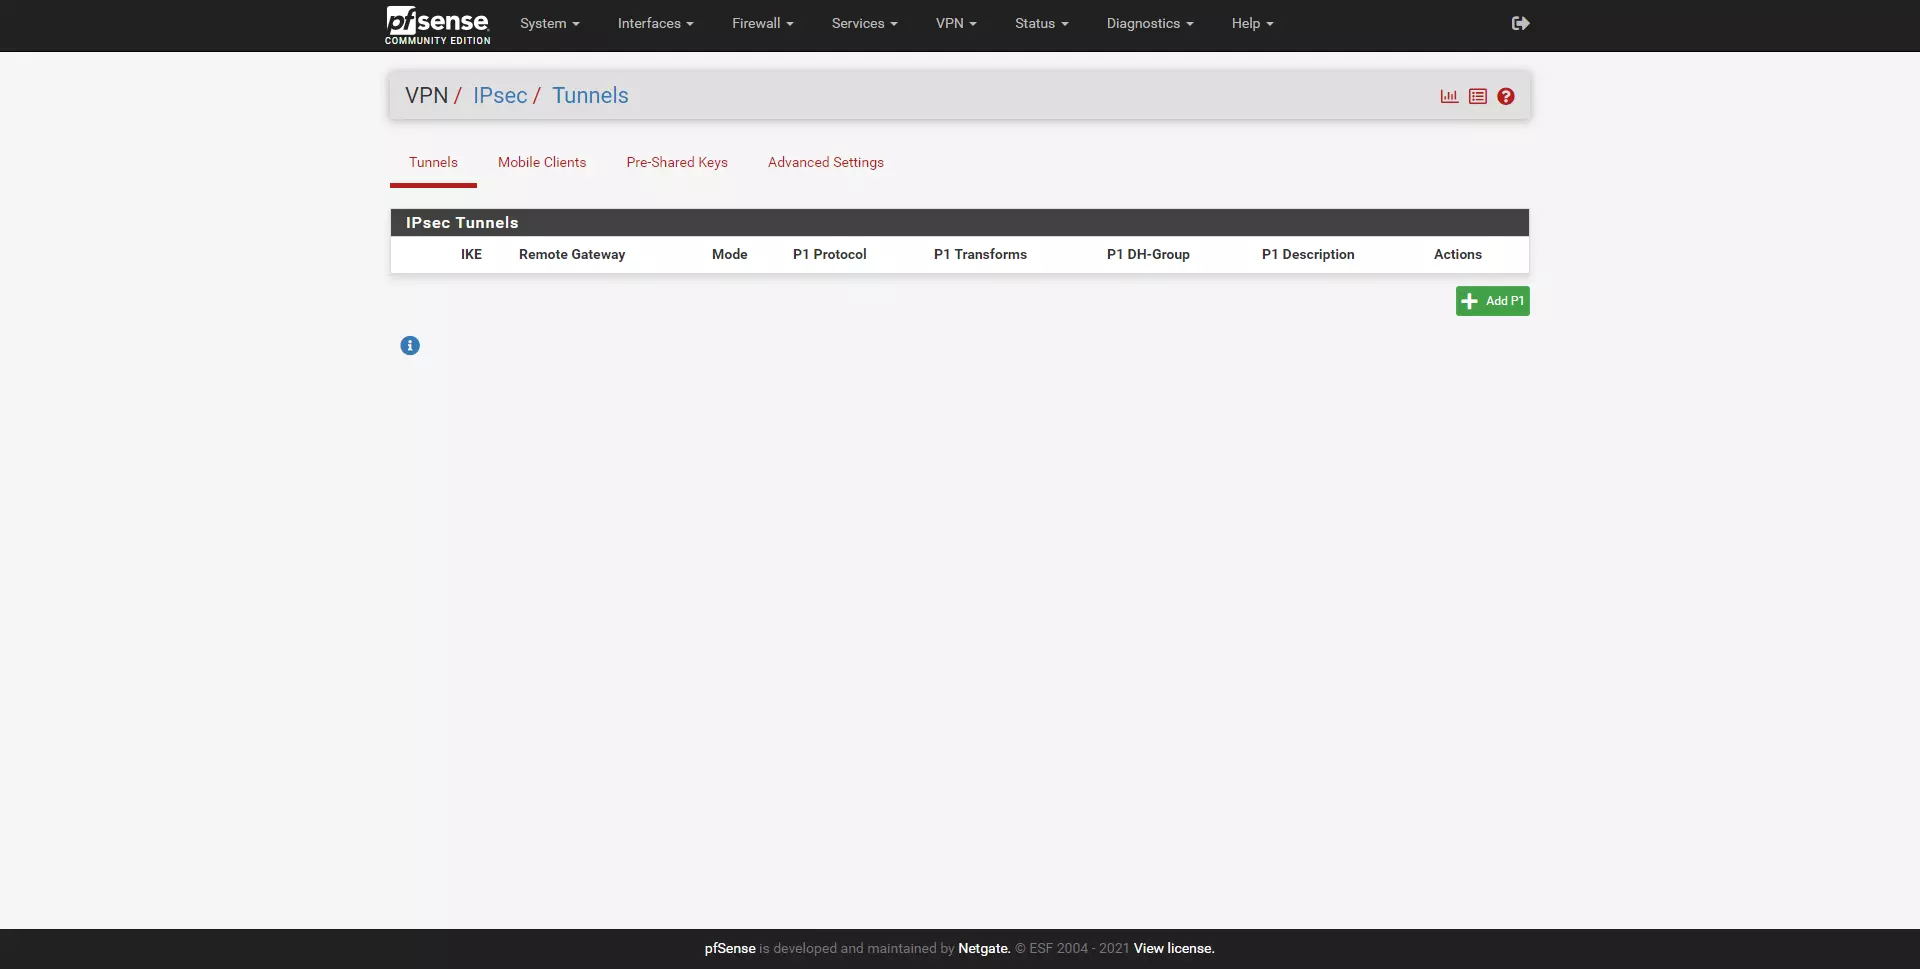 pfsense
COMMUNITY EDITION
System
Interfaces
Firewall
Services
VPN
Status
Diagnostics
Help
VPN / IPsec / Tunnels
Tunnels
Mobile Clients
Pre-Shared Keys
Advanced Settings
IPsec Tunnels
IKE
Remote Gateway
Mode
P1 Protocol
P1 Transforms
P1 DH-Group
P1 Description
Actions
Add P1
pfSense is developed and maintained by Netgate. © ESF 2004 - 2021 View license.